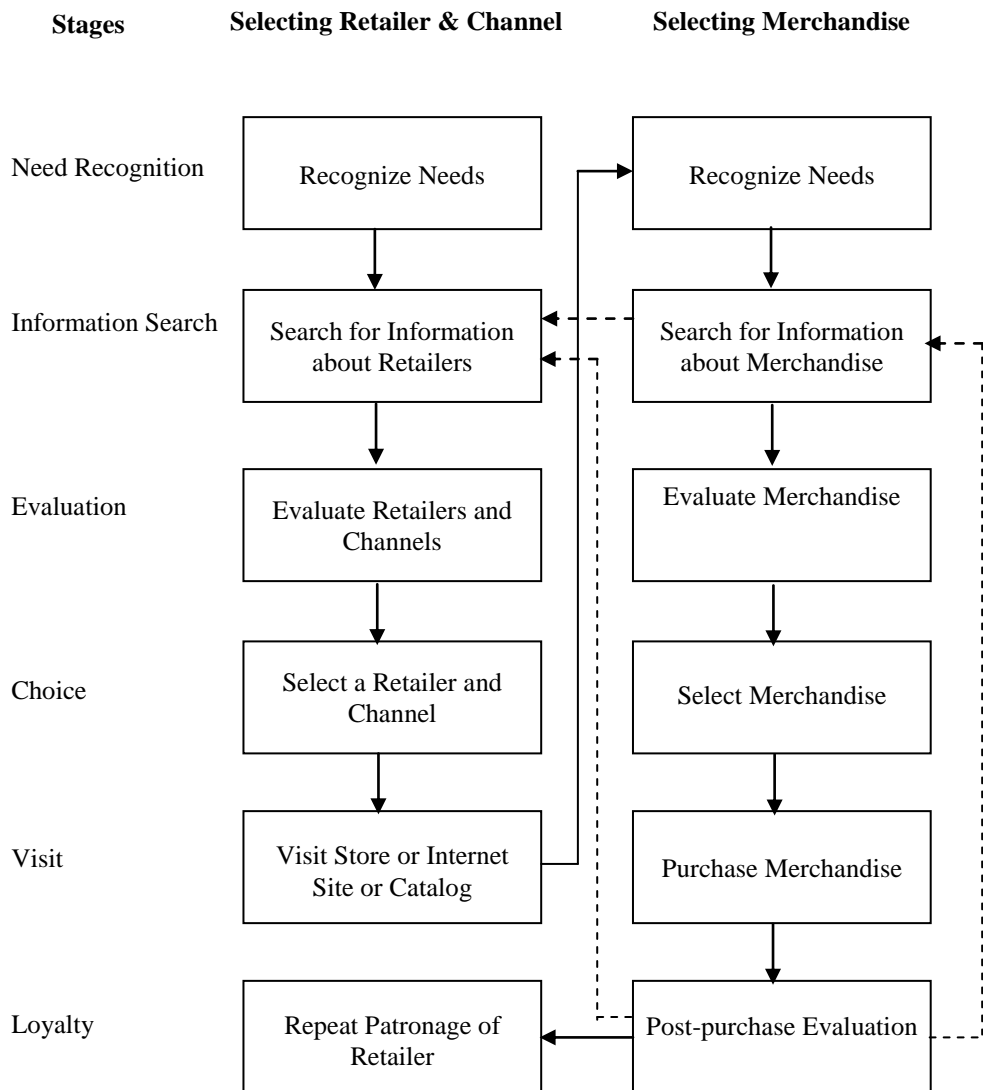 Stages
Selecting Retailer & Channel
Selecting Merchandise
Need Recognition
Recognize Needs
Recognize Needs
Information Search
Search for Information
about Retailers
Search for Information
about Merchandise
Evaluation
Evaluate Retailers and
Channels
Evaluate Merchandise
Choice
Select a Retailer and
Channel
Select Merchandise
Visit
Visit Store or Internet
Site or Catalog
Purchase Merchandise
Loyalty
Repeat Patronage of
Retailer
Post-purchase Evaluation